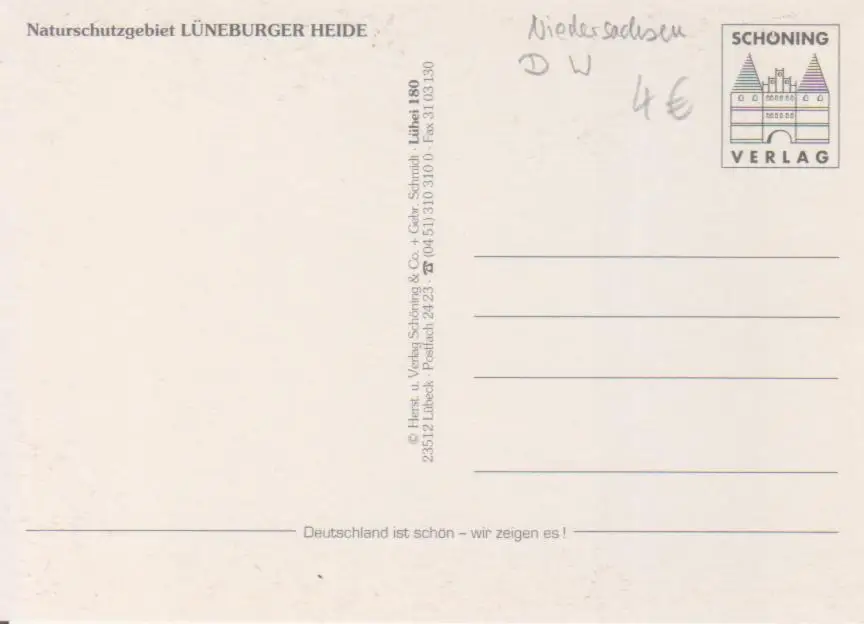 Naturschutzgebiet LÜNEBURGER HEIDE
Niedersachsen
D W
4 €
SCHÖNING
VERLAG
© Herst. u. Verlag Schöning & Co. + Gebr. Schmidt · Lühei 180
23512 Lübeck · Postfach 24 23 · ☎ (04 51) 310 310 0 · Fax 31 03 130
Deutschland ist schön – wir zeigen es!